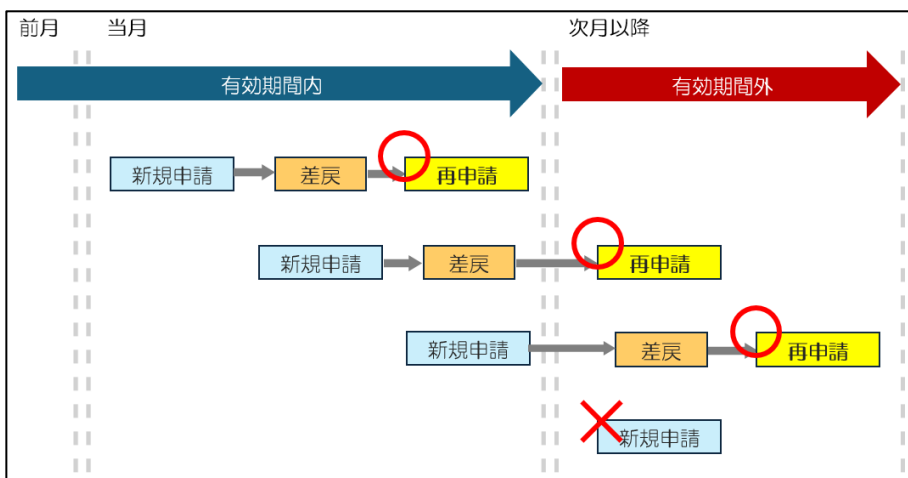 前月
当月
次月以降
有効期間内
有効期間外
新規申請
差戻
再申請
新規申請
差戻
再申請
新規申請
差戻
再申請
新規申請